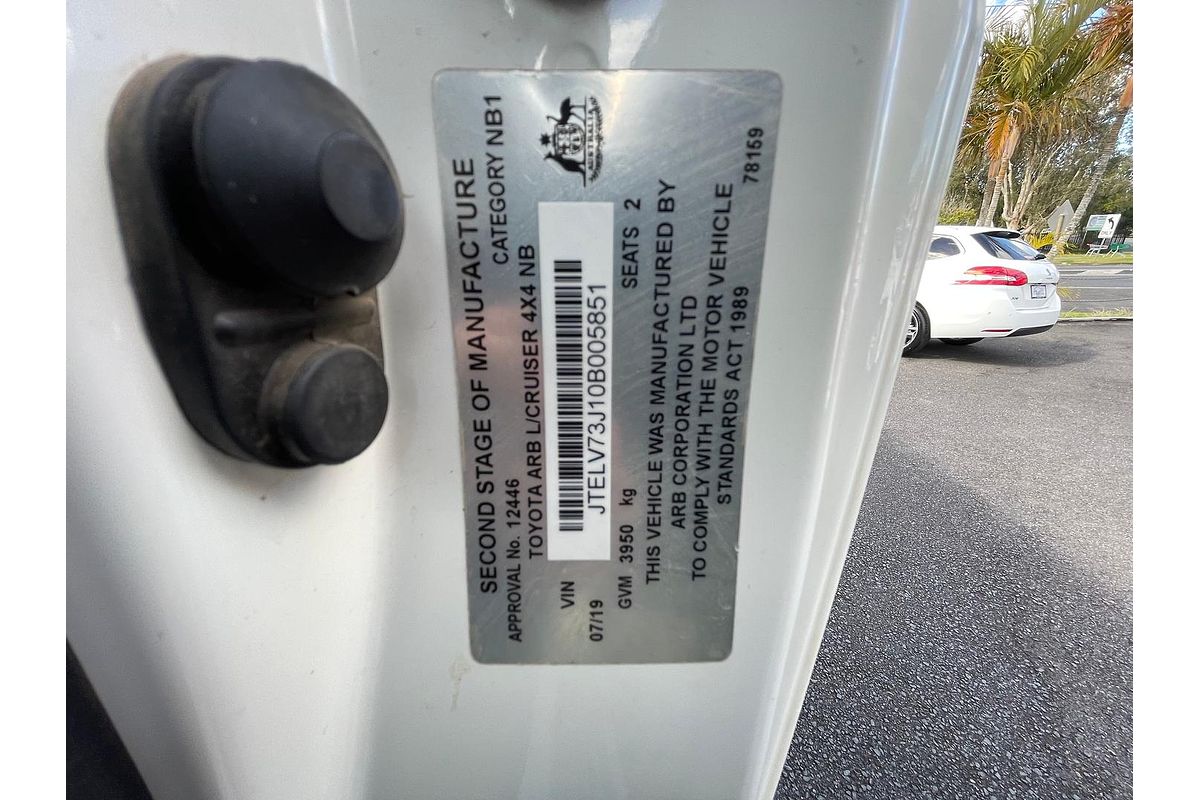 SECOND STAGE OF MANUFACTURE
APPROVAL No. 12446 CATEGORY NB1
TOYOTA ARB L/CRUISER 4X4 NB
AUSTRALIA
VIN
JTELV73J10B005851
07/19
GVM 3950 kg SEATS 2
THIS VEHICLE WAS MANUFACTURED BY
ARB CORPORATION LTD
TO COMPLY WITH THE MOTOR VEHICLE
STANDARDS ACT 1989
78159